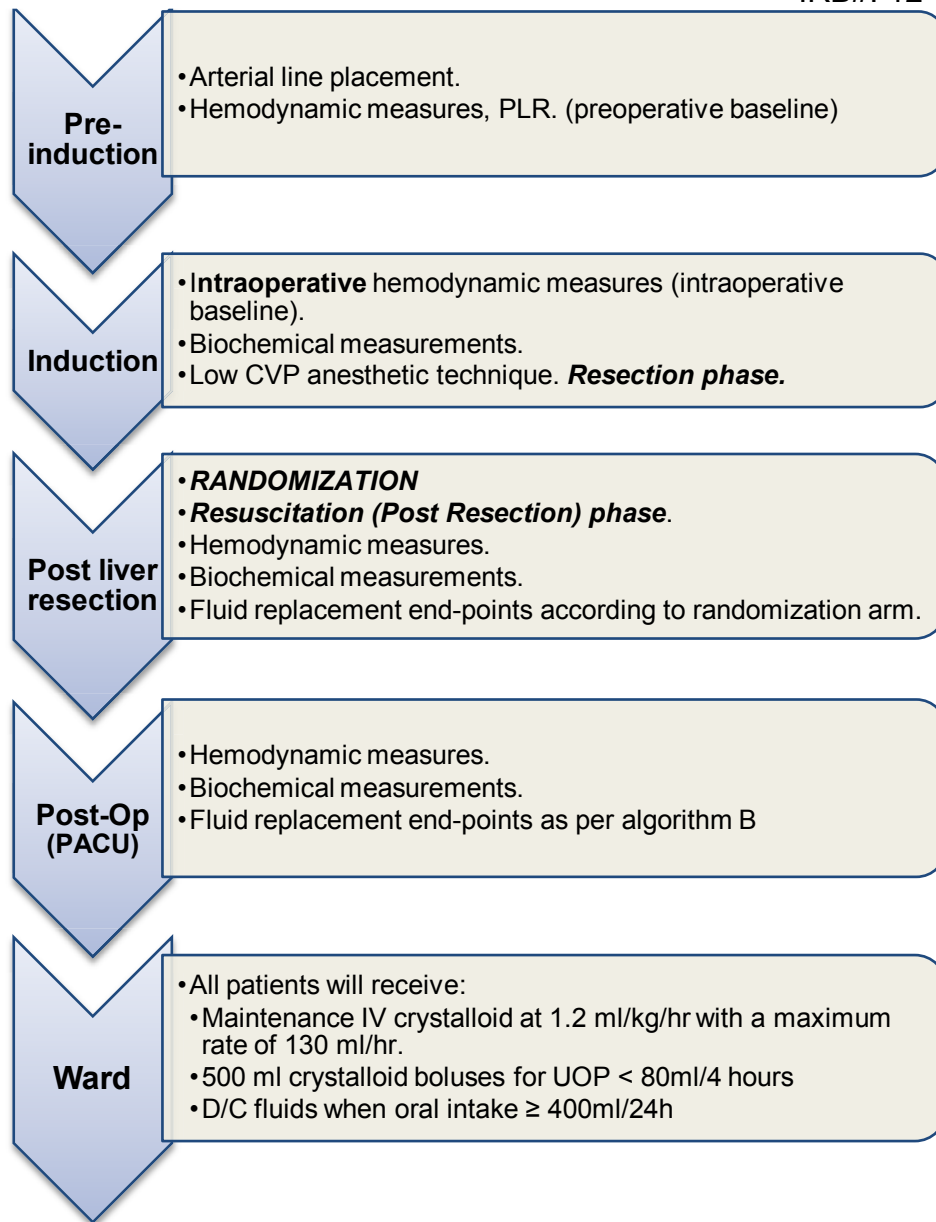 Pre-
induction
•Arterial line placement.
•Hemodynamic measures, PLR. (preoperative baseline)
Induction
•Intraoperative hemodynamic measures (intraoperative
baseline).
•Biochemical measurements.
•Low CVP anesthetic technique. Resection phase.
Post liver
resection
•RANDOMIZATION
•Resuscitation (Post Resection) phase.
•Hemodynamic measures.
•Biochemical measurements.
•Fluid replacement end-points according to randomization arm.
Post-Op
(PACU)
•Hemodynamic measures.
•Biochemical measurements.
•Fluid replacement end-points as per algorithm B
Ward
•All patients will receive:
•Maintenance IV crystalloid at 1.2 ml/kg/hr with a maximum
rate of 130 ml/hr.
•500 ml crystalloid boluses for UOP < 80ml/4 hours
•D/C fluids when oral intake ≥ 400ml/24h